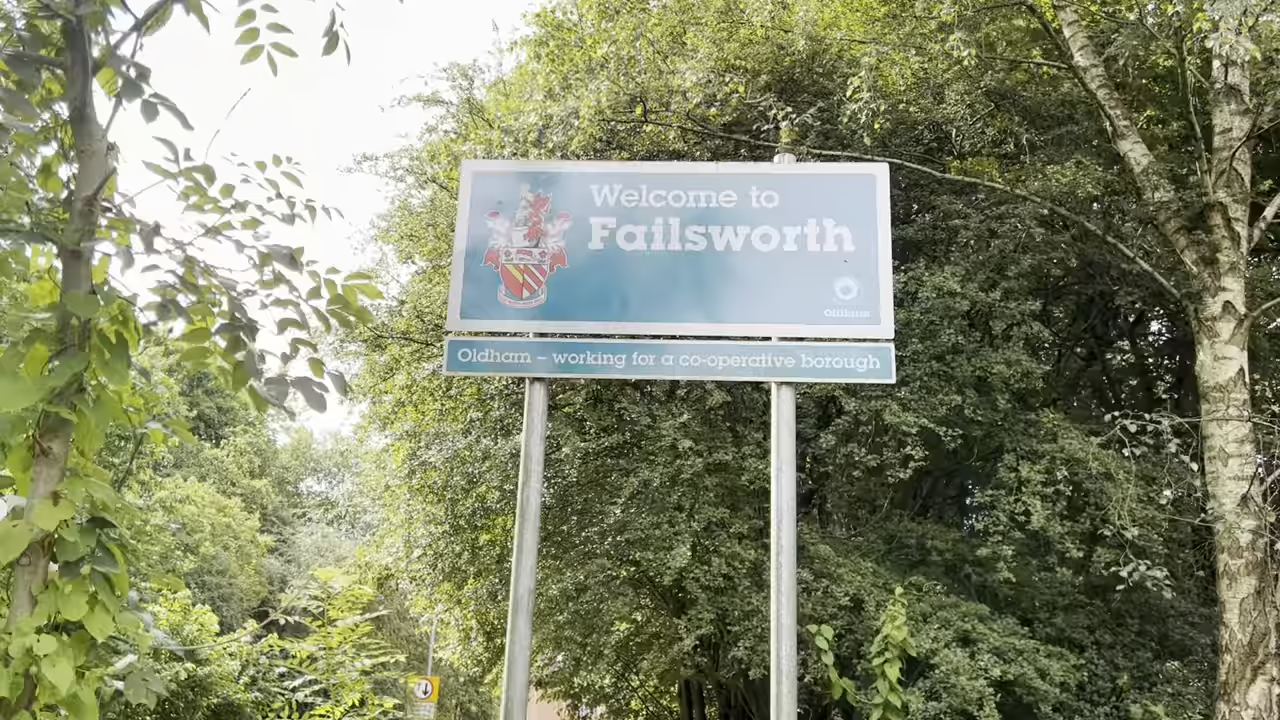 Welcome to
Failsworth
Oldham
Oldham – working for a co-operative borough